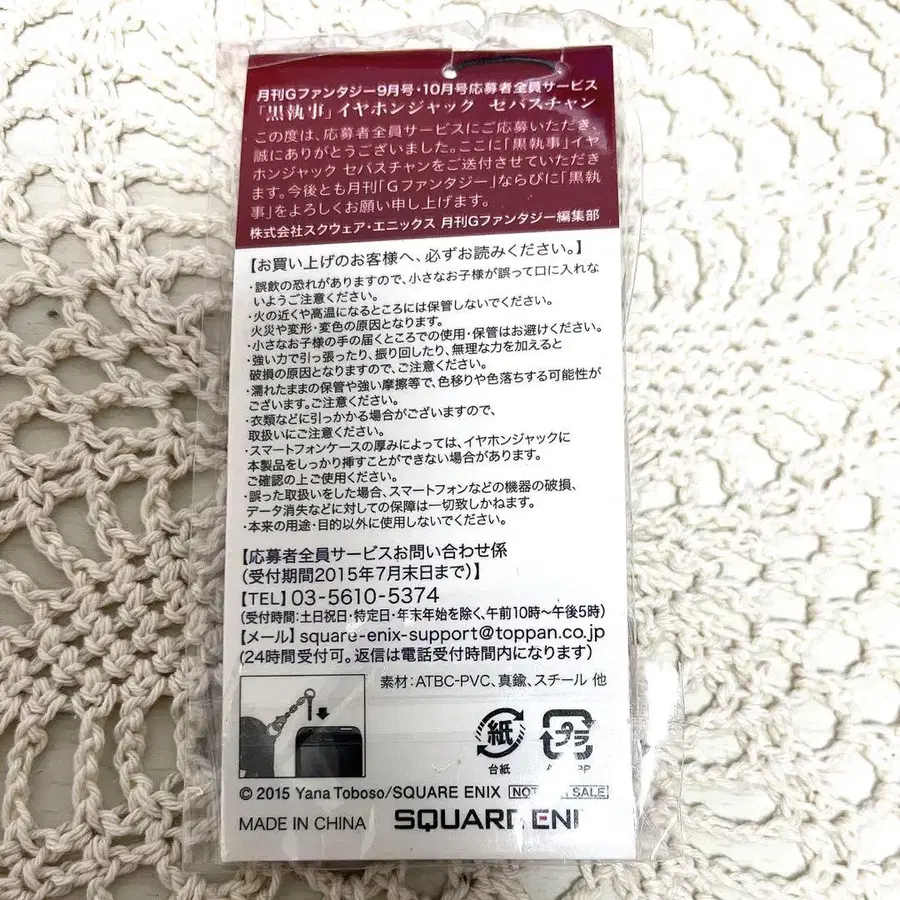 月刊Gファンタジー9月号・10月号応募者全員サービス
「黒執事」イヤホンジャック セバスチャン
この度は、応募者全員サービスにご応募いただき、
誠にありがとうございました。ここに「黒執事」イヤ
ホンジャック セバスチャンをご送付させていただき
ます。今後とも月刊「Gファンタジー」ならびに「黒執
事」をよろしくお願い申し上げます。
株式会社スクウェア・エニックス 月刊Gファンタジー編集部
【お買い上げのお客様へ、必ずお読みください。】
・誤飲の恐れがありますので、小さなお子様が誤って口に入れな
いようご注意ください。
・火の近くや高温になるところには保管しないでください。
火災や変形・変色の原因となります。
・小さなお子様の手の届くところでの使用・保管はお避けください。
・強い力で引っ張ったり、振り回したり、無理な力を加えると
破損の原因となりますので、ご注意ください。
・濡れたままの保管や強い摩擦等で、色移りや色落ちする可能性が
ございます。ご注意ください。
・衣類などに引っかかる場合がございますので、
取扱いにご注意ください。
・スマートフォンケースの厚みによっては、イヤホンジャックに
本製品をしっかり挿すことができない場合があります。
ご確認の上ご使用ください。
・誤った取扱いをした場合、スマートフォンなどの機器の破損、
データ消失などに対しての保障は一切致しかねます。
・本来の用途・目的以外に使用しないでください。
【応募者全員サービスお問い合わせ係
(受付期間2015年7月末日まで)】
【TEL】03-5610-5374
(受付時間:土日祝日・特定日・年末年始を除く、午前10時〜午後5時)
【メール】square-enix-support@toppan.co.jp
(24時間受付可。返信は電話受付時間内になります)
素材:ATBC-PVC、真鍮、スチール 他
紙
台紙
プラ
© 2015 Yana Toboso/SQUARE ENIX NOT SALE
MADE IN CHINA SQUARE ENI